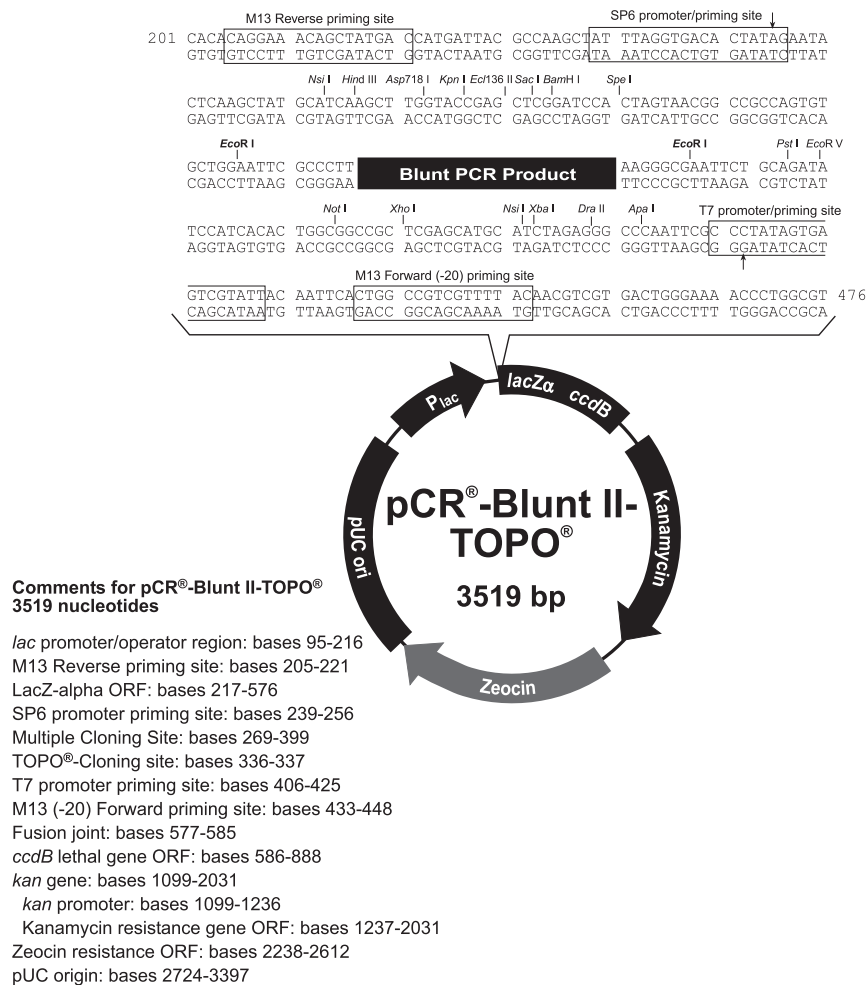 M13 Reverse priming site
SP6 promoter/priming site
201 CACACAGGAA ACAGCTATGAC CATGATTAC GCCAAGCTAT TTAGGTGACA CTATAGAATA
GTGTGTCCTT TGTCGATACTG GTACTAATG CGGTTCGATA AATCCACTGT GATATCTTAT
Nsi I Hind III Asp718 I Kpn I Ecl136 II Sac I BamH I Spe I
CTCAAGCTAT GCATCAAGCT TGGTACCGAG CTCGGATCCA CTAGTAACGG CCGCCAGTGT
GAGTTCGATA CGTAGTTCGA ACCATGGCTC GAGCCTAGGT GATCATTGCC GGCGGTCACA
EcoR I EcoR I Pst I EcoR V
GCTGGAATTC GCCCTT Blunt PCR Product AAGGGCGAATTCT GCAGATA
CGACCTTAAG CGGGAA TTCCCGCTTAAGA CGTCTAT
Not I Xho I Nsi I Xba I Dra II Apa I T7 promoter/priming site
TCCATCACAC TGGCGGCCGC TCGAGCATGC ATCTAGAGGG CCCAATTCGC CCTATAGTGA
AGGTAGTGTG ACCGCCGGCG AGCTCGTACG TAGATCTCCC GGGTTAAGCG GGATATCACT
M13 Forward (-20) priming site
GTCGTATTAC AATTCACTGG CCGTCGTTTT ACAACGTCGT GACTGGGAAA ACCCTGGCGT 476
CAGCATAATG TTAAGTGACC GGCAGCAAAA TGTTGCAGCA CTGACCCTTT TGGGACCGCA
Plac
lacZα ccdB
Kanamycin
Zeocin
pUC ori
pCR®-Blunt II-
TOPO®
3519 bp
Comments for pCR®-Blunt II-TOPO®
3519 nucleotides
lac promoter/operator region: bases 95-216
M13 Reverse priming site: bases 205-221
LacZ-alpha ORF: bases 217-576
SP6 promoter priming site: bases 239-256
Multiple Cloning Site: bases 269-399
TOPO®-Cloning site: bases 336-337
T7 promoter priming site: bases 406-425
M13 (-20) Forward priming site: bases 433-448
Fusion joint: bases 577-585
ccdB lethal gene ORF: bases 586-888
kan gene: bases 1099-2031
kan promoter: bases 1099-1236
Kanamycin resistance gene ORF: bases 1237-2031
Zeocin resistance ORF: bases 2238-2612
pUC origin: bases 2724-3397